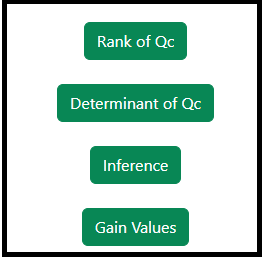 Rank of Qc
Determinant of Qc
Inference
Gain Values